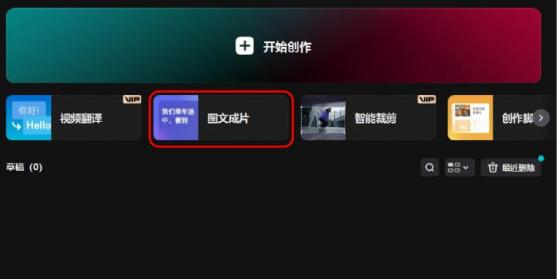 开始创作
你好!
Hello
视频翻译
VIP
我们乘车途
中，看到
图文成片
智能裁剪
VIP
创作脚
草稿（0）
最近删除